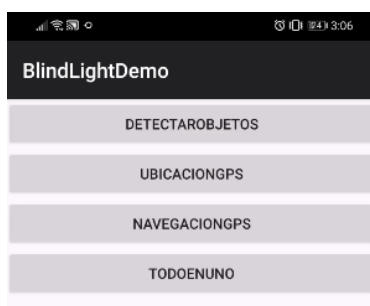 3:06
BlindLightDemo
DETECTAROBJETOS
UBICACIONGPS
NAVEGACIONGPS
TODOENUNO